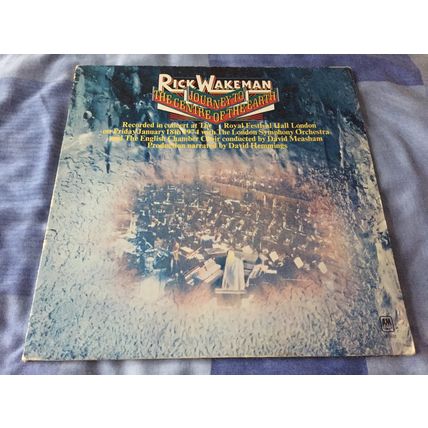 RICK WAKEMAN
JOURNEY TO
THE CENTRE OF THE EARTH
Recorded in concert at The Royal Festival Hall London
on Friday January 18th 1974 with The London Symphony Orchestra
and The English Chamber Choir conducted by David Measham
Production narrated by David Hemmings
A&M